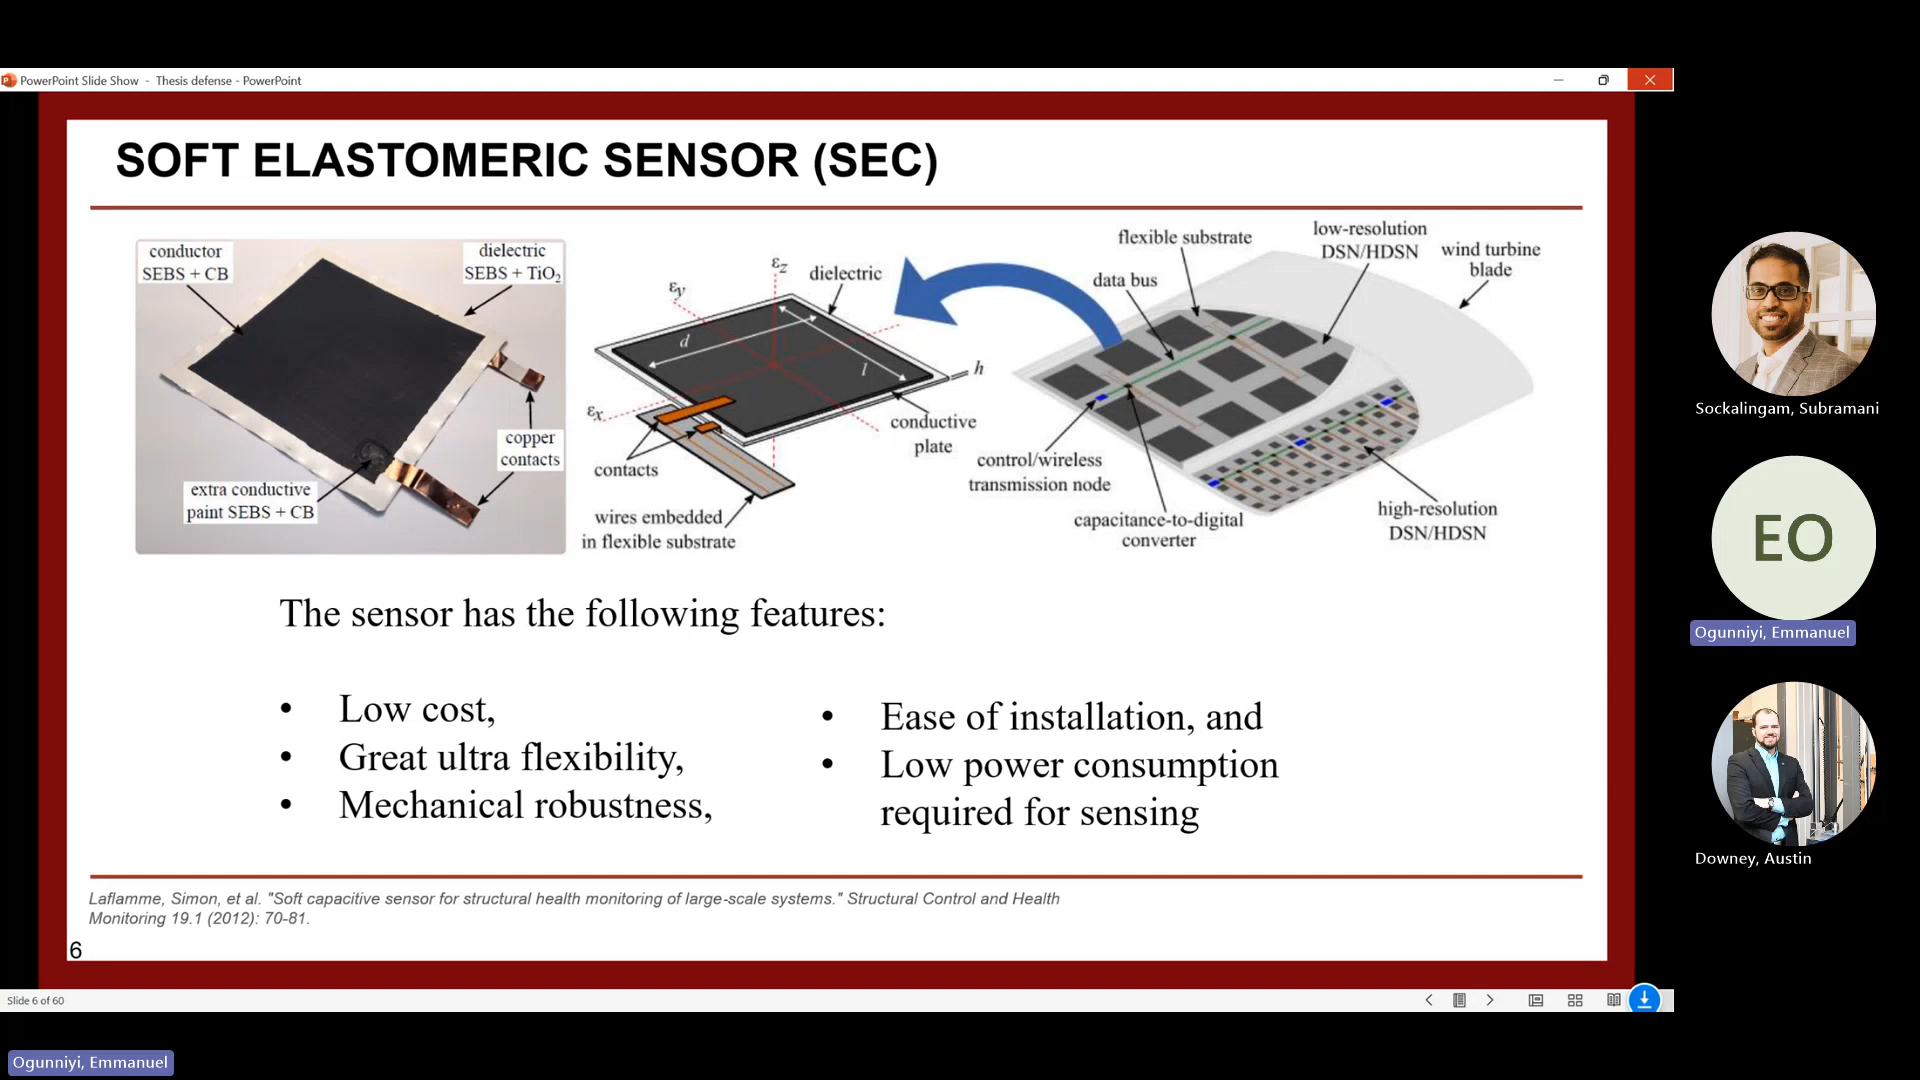 PowerPoint Slide Show - Thesis defense - PowerPoint
SOFT ELASTOMERIC SENSOR (SEC)
conductor
SEBS + CB
dielectric
SEBS + TiO₂
copper
contacts
extra conductive
paint SEBS + CB
εz
εy
εx
dielectric
d
l
h
conductive
plate
contacts
wires embedded
in flexible substrate
flexible substrate
data bus
low-resolution
DSN/HDSN
wind turbine
blade
control/wireless
transmission node
capacitance-to-digital
converter
high-resolution
DSN/HDSN
The sensor has the following features:
• Low cost,
• Great ultra flexibility,
• Mechanical robustness,
• Ease of installation, and
• Low power consumption
required for sensing
Laflamme, Simon, et al. "Soft capacitive sensor for structural health monitoring of large-scale systems." Structural Control and Health
Monitoring 19.1 (2012): 70-81.
6
Slide 6 of 60
Sockalingam, Subramani
EO
Ogunniyi, Emmanuel
Downey, Austin
Ogunniyi, Emmanuel